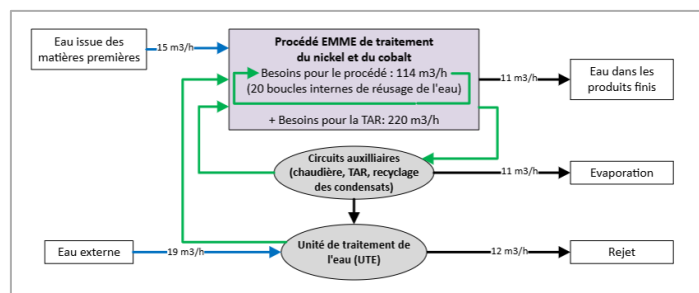 Eau issue des
matières premières
15 m3/h
Procédé EMME de traitement
du nickel et du cobalt
Besoins pour le procédé : 114 m3/h
(20 boucles internes de réusage de l'eau)
+ Besoins pour la TAR: 220 m3/h
11 m3/h
Eau dans les
produits finis
Circuits auxilliaires
(chaudière, TAR, recyclage
des condensats)
11 m3/h
Evaporation
Eau externe
19 m3/h
Unité de traitement de
l'eau (UTE)
12 m3/h
Rejet